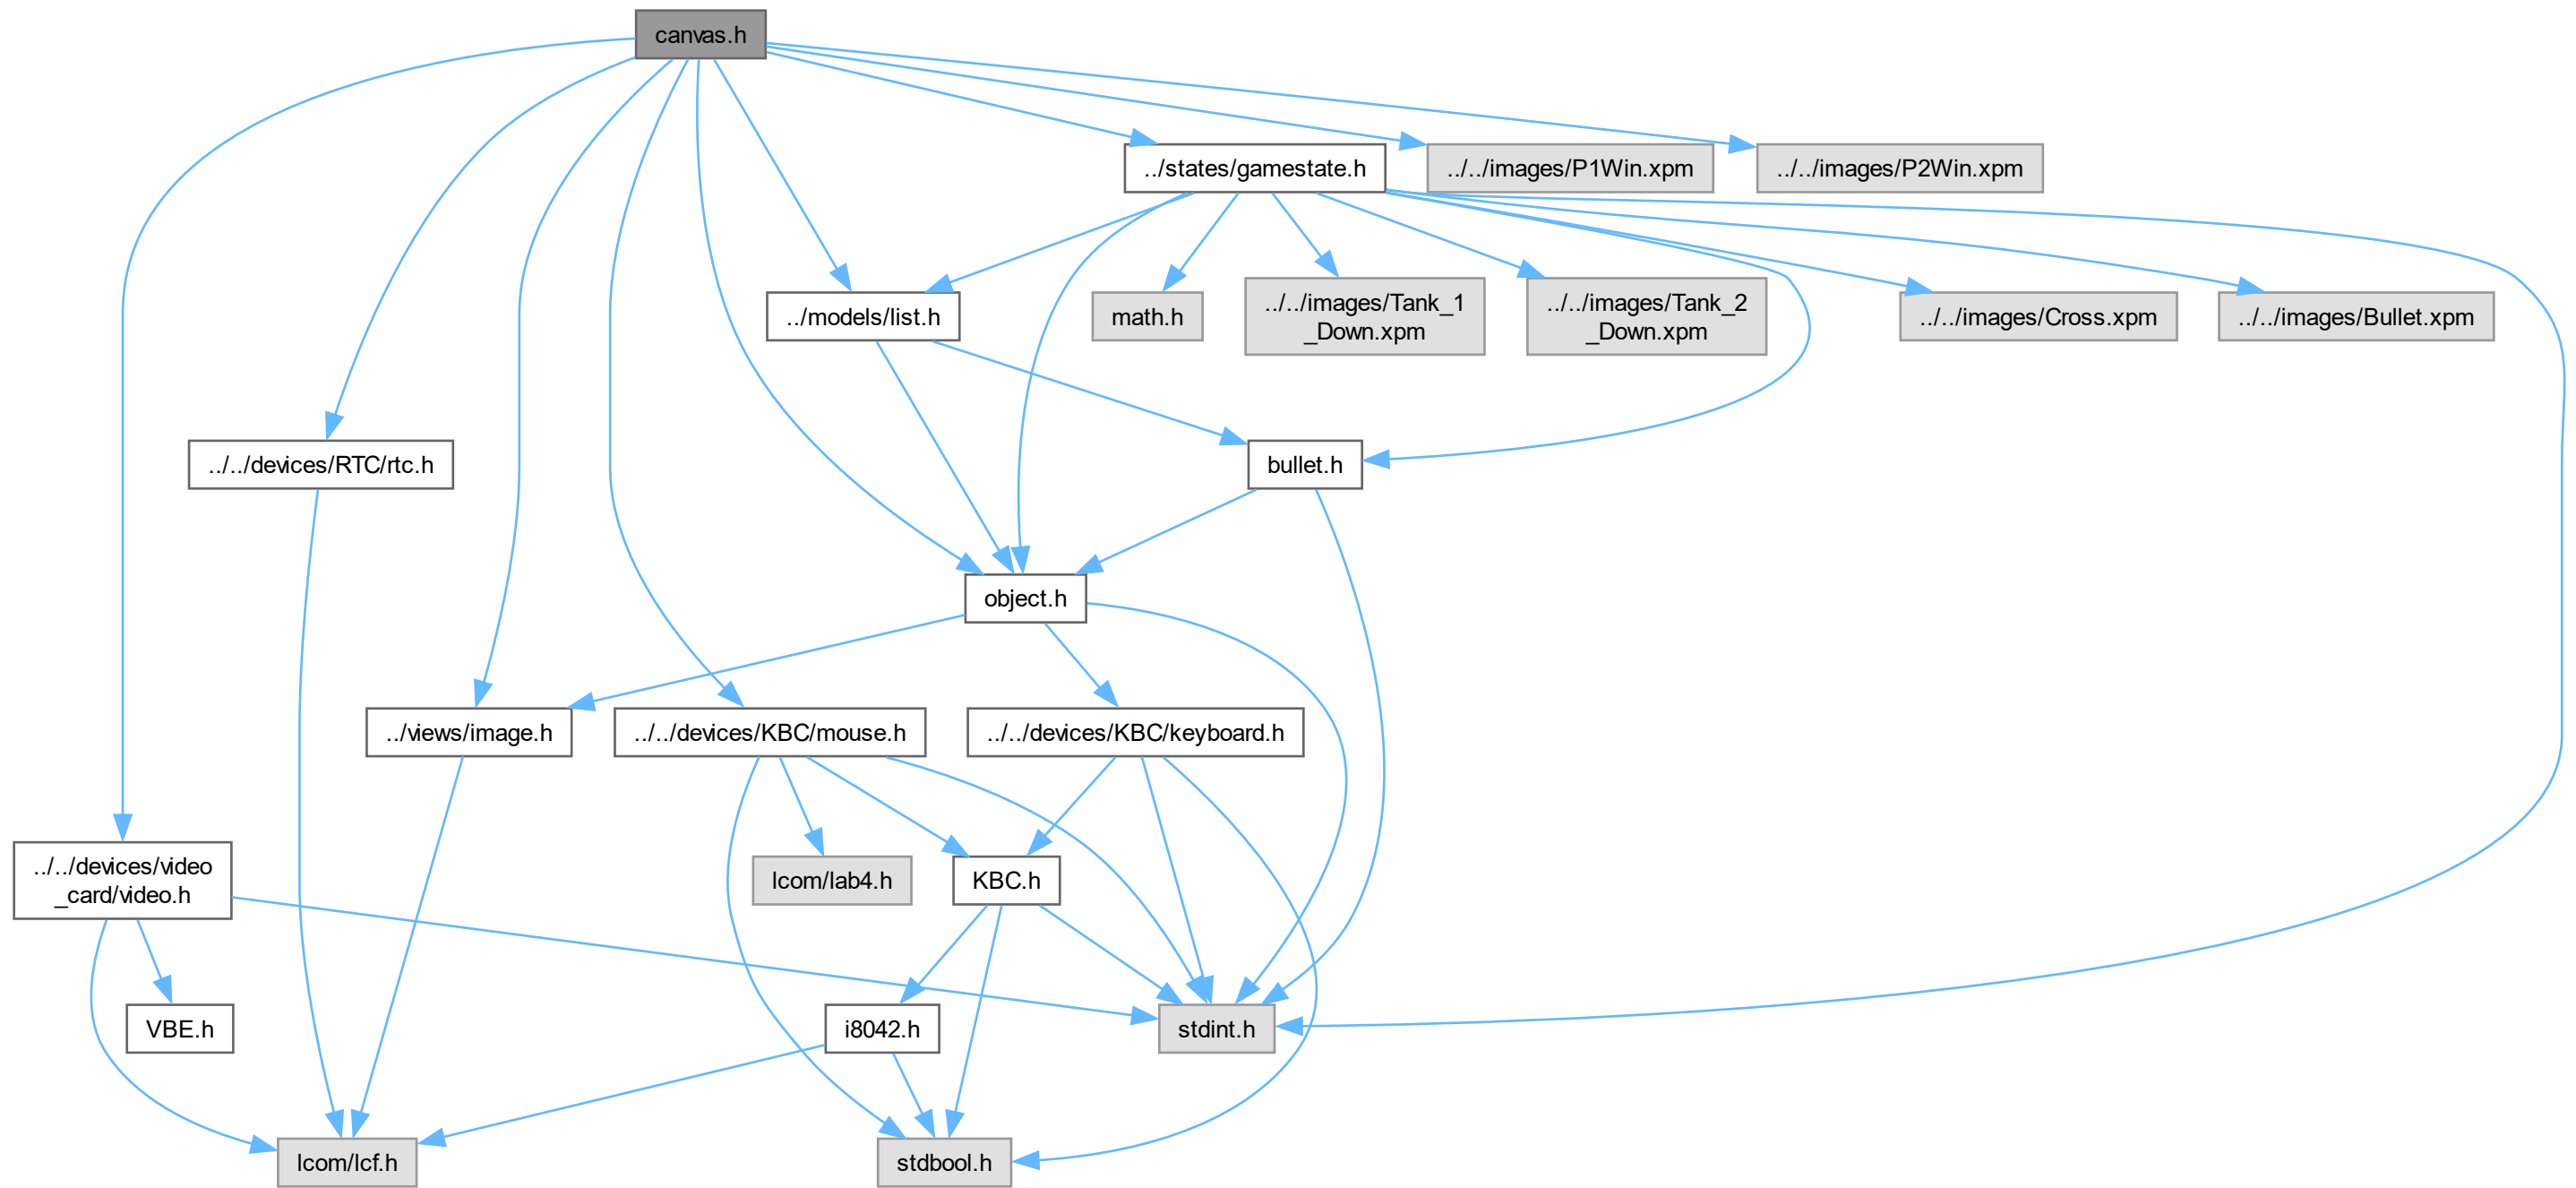 canvas.h
../states/gamestate.h
../../images/P1Win.xpm
../../images/P2Win.xpm
../models/list.h
math.h
../../images/Tank_1
_Down.xpm
../../images/Tank_2
_Down.xpm
../../images/Cross.xpm
../../images/Bullet.xpm
../../devices/RTC/rtc.h
bullet.h
object.h
../views/image.h
../../devices/KBC/mouse.h
../../devices/KBC/keyboard.h
../../devices/video
_card/video.h
lcom/lab4.h
KBC.h
VBE.h
i8042.h
stdint.h
lcom/lcf.h
stdbool.h